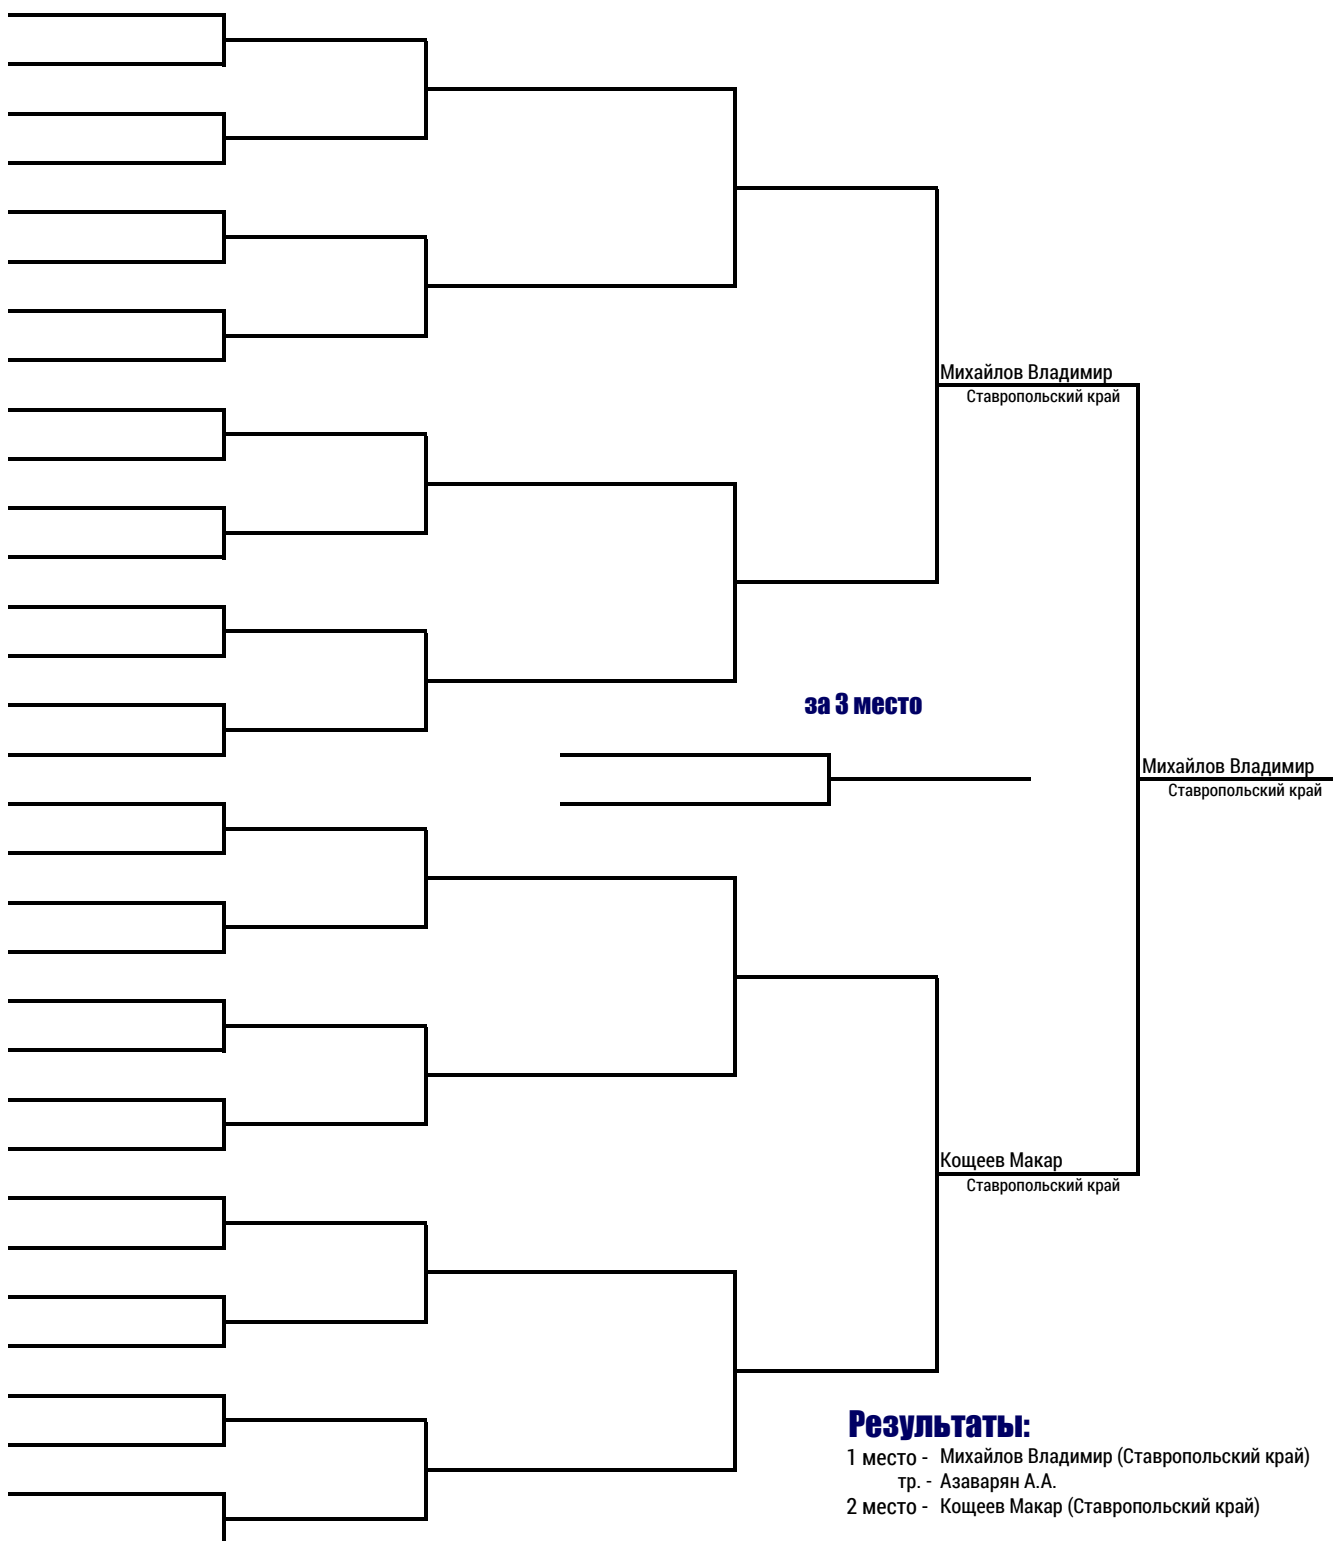 Михайлов Владимир
Ставропольский край
за 3 место
Михайлов Владимир
Ставропольский край
Кощеев Макар
Ставропольский край
Результаты:
1 место - Михайлов Владимир (Ставропольский край)
тр. - Азаварян А.А.
2 место - Кощеев Макар (Ставропольский край)